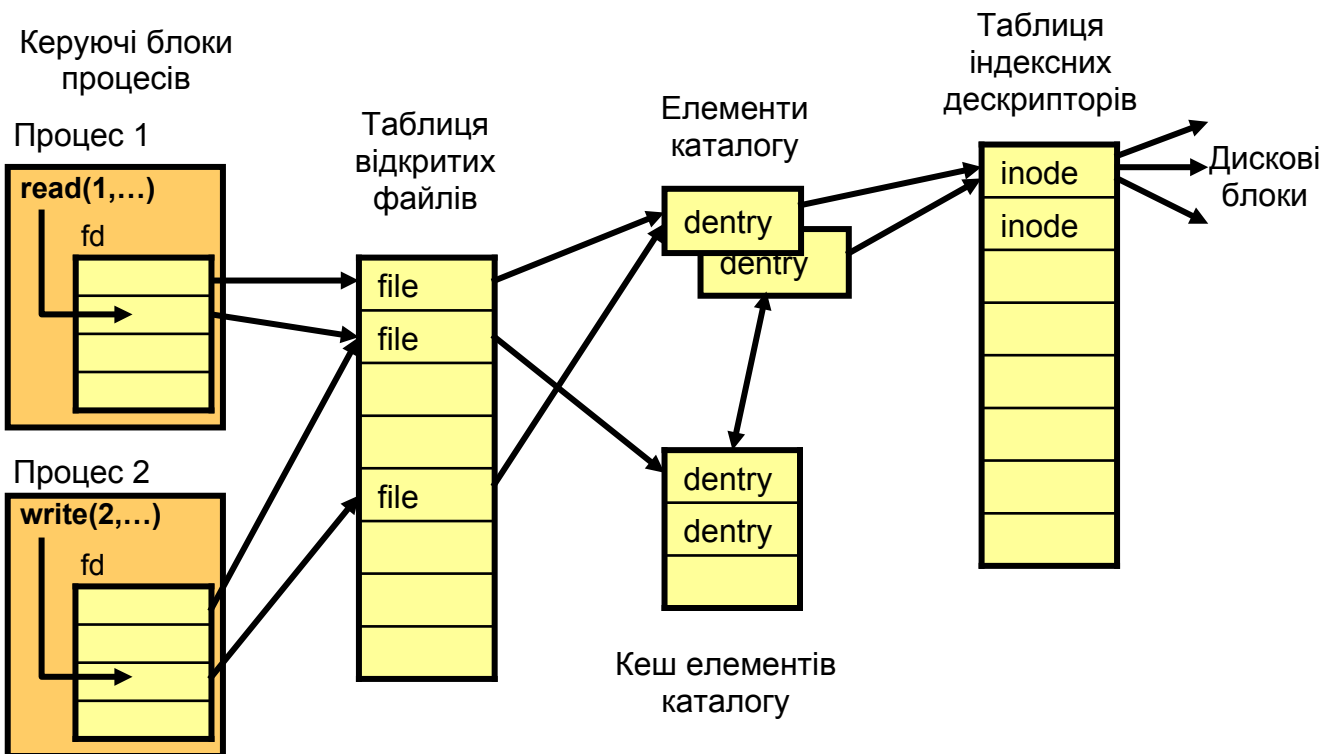 Керуючі блоки
процесів
Процес 1
read(1,…)
fd
Процес 2
write(2,…)
fd
Таблиця
відкритих
файлів
file
file
file
Елементи
каталогу
dentry
dentry
dentry
dentry
Кеш елементів
каталогу
Таблиця
індексних
дескрипторів
inode
inode
Дискові
блоки